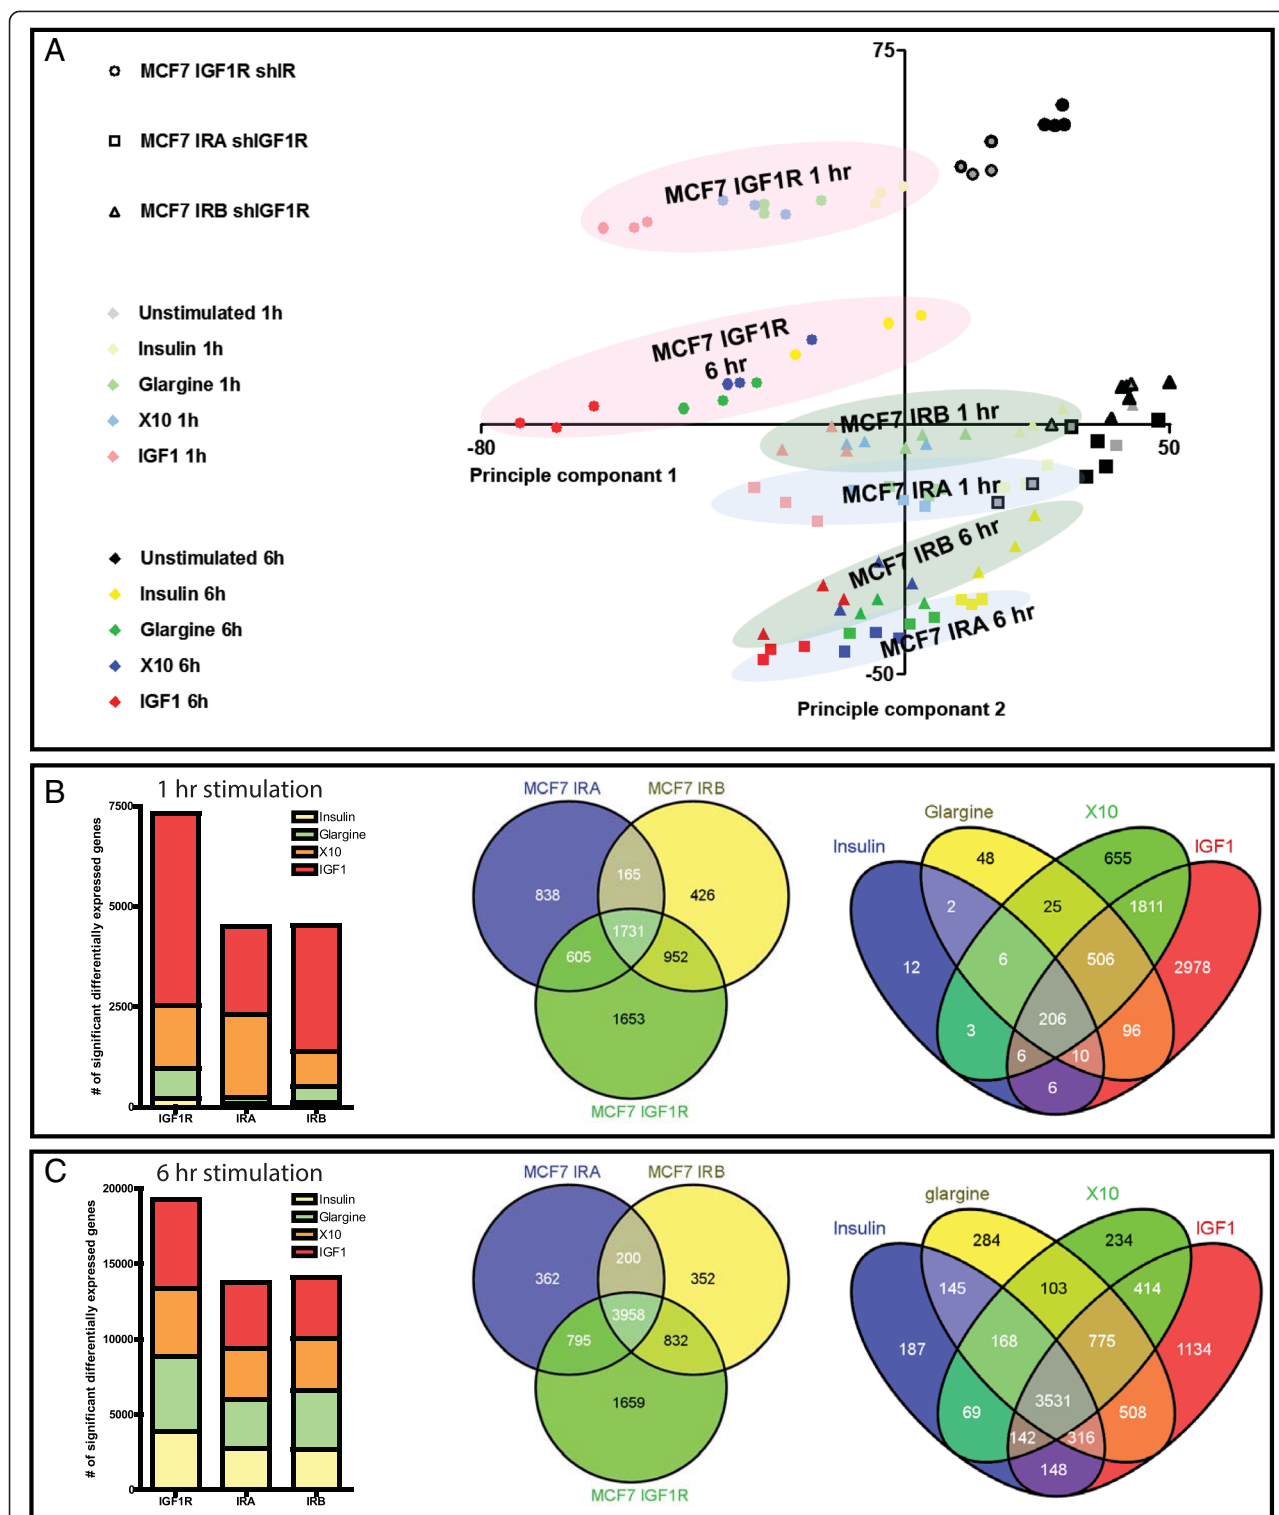 A
MCF7 IGF1R shIR
MCF7 IRA shIGF1R
MCF7 IRB shIGF1R
Unstimulated 1h
Insulin 1h
Glargine 1h
X10 1h
IGF1 1h
Unstimulated 6h
Insulin 6h
Glargine 6h
X10 6h
IGF1 6h
75
MCF7 IGF1R 1 hr
MCF7 IGF1R
6 hr
MCF7 IRB 1 hr
-80
50
Principle componant 1
MCF7 IRA 1 hr
MCF7 IRB 6 hr
MCF7 IRA 6 hr
-50
Principle componant 2
B
1 hr stimulation
# of significant differentially expressed genes
7500
5000
2500
0
Insulin
Glargine
X10
IGF1
IGF1R
IRA
IRB
MCF7 IRA
MCF7 IRB
838
165
426
1731
605
952
1653
MCF7 IGF1R
Insulin
Glargine
X10
IGF1
48
655
2
25
1811
12
6
506
2978
206
3
96
6
10
6
C
6 hr stimulation
# of significant differentially expressed genes
20000
15000
10000
5000
0
Insulin
Glargine
X10
IGF1
IGF1R
IRA
IRB
MCF7 IRA
MCF7 IRB
362
200
352
3958
795
832
1659
MCF7 IGF1R
Insulin
glargine
X10
IGF1
284
234
145
103
414
187
168
775
1134
3531
69
508
142
316
148